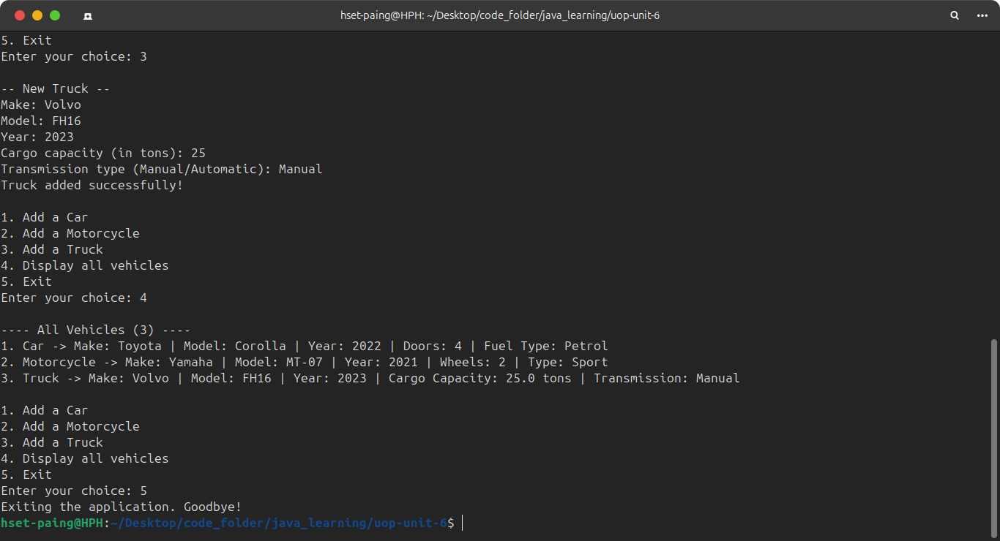 hset-paing@HPH: ~/Desktop/code_folder/java_learning/uop-unit-6
5. Exit
Enter your choice: 3
-- New Truck --
Make: Volvo
Model: FH16
Year: 2023
Cargo capacity (in tons): 25
Transmission type (Manual/Automatic): Manual
Truck added successfully!
1. Add a Car
2. Add a Motorcycle
3. Add a Truck
4. Display all vehicles
5. Exit
Enter your choice: 4
---- All Vehicles (3) ----
1. Car -> Make: Toyota | Model: Corolla | Year: 2022 | Doors: 4 | Fuel Type: Petrol
2. Motorcycle -> Make: Yamaha | Model: MT-07 | Year: 2021 | Wheels: 2 | Type: Sport
3. Truck -> Make: Volvo | Model: FH16 | Year: 2023 | Cargo Capacity: 25.0 tons | Transmission: Manual
1. Add a Car
2. Add a Motorcycle
3. Add a Truck
4. Display all vehicles
5. Exit
Enter your choice: 5
Exiting the application. Goodbye!
hset-paing@HPH:~/Desktop/code_folder/java_learning/uop-unit-6$